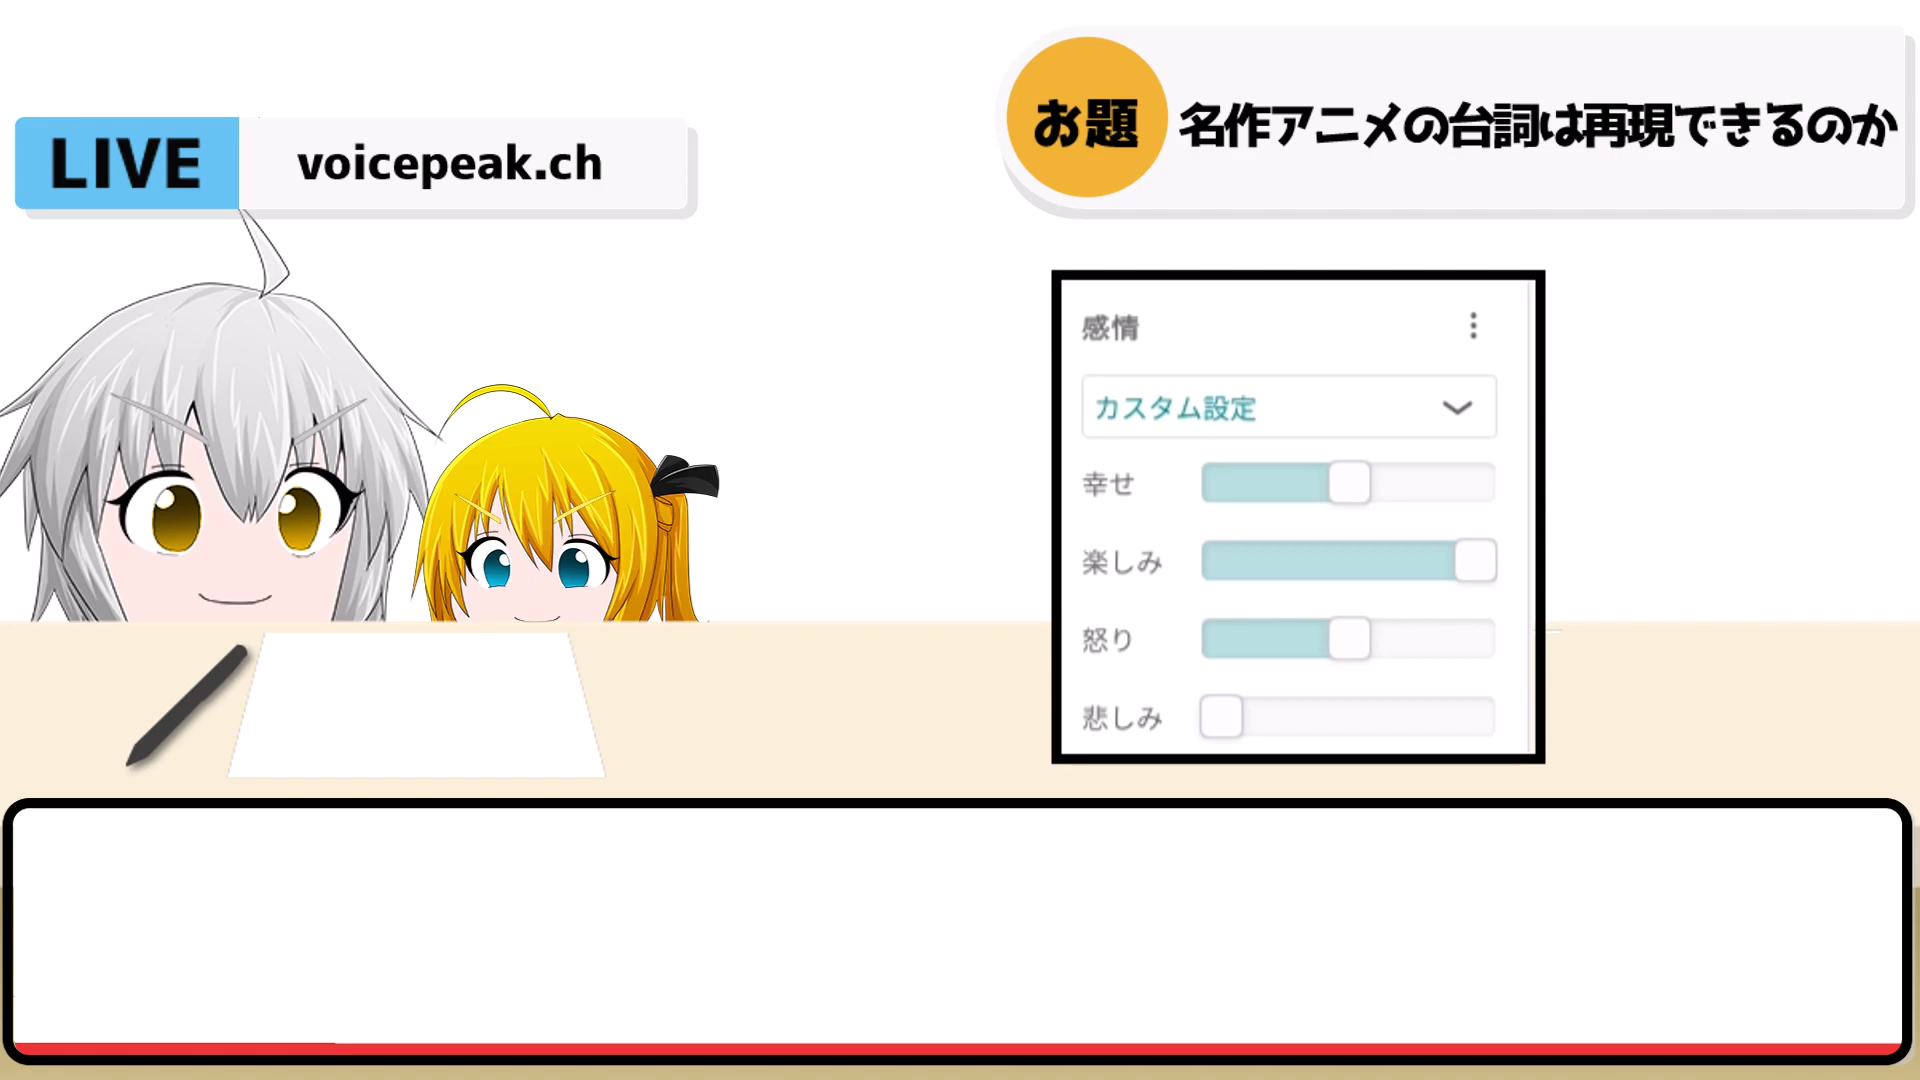 LIVE
voicepeak.ch
お題
名作アニメの台詞は再現できるのか
感情
カスタム設定
幸せ
楽しみ
怒り
悲しみ